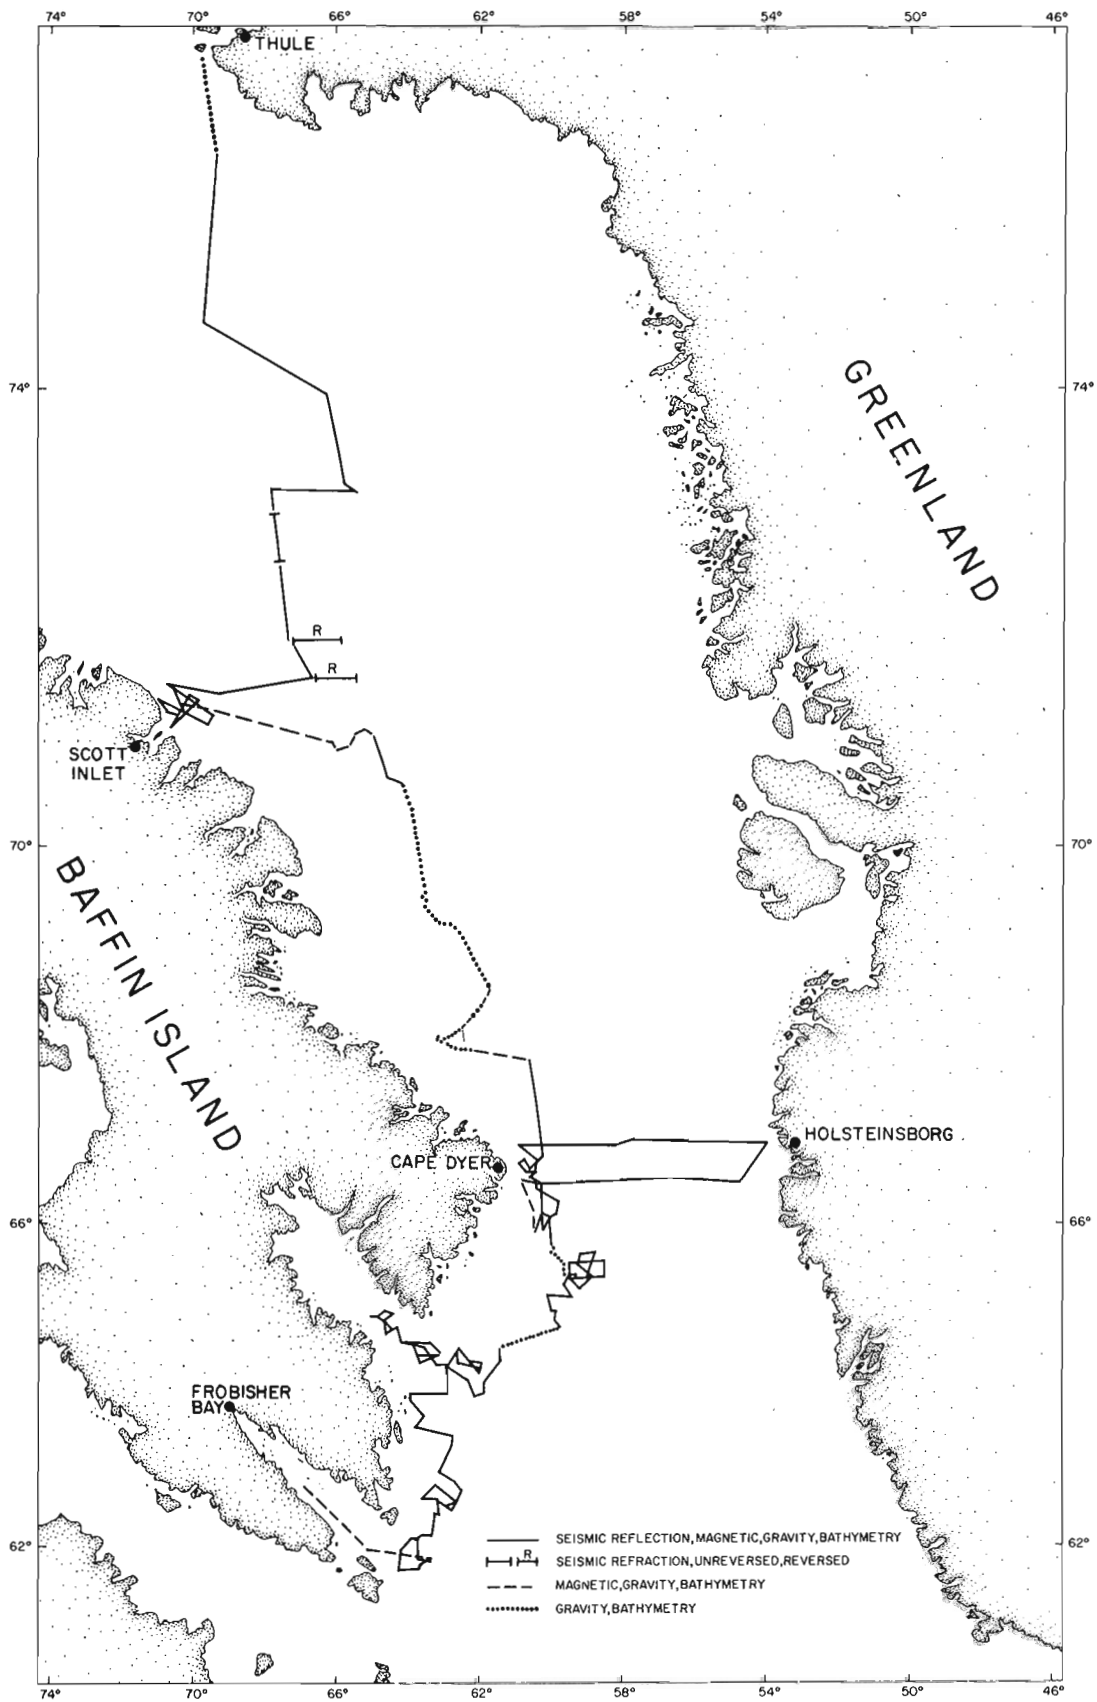 74° 70° 66° 62° 58° 54° 50° 46°
THULE
74° 74°
GREENLAND
R
R
SCOTT
INLET
70° 70°
BAFFIN ISLAND
HOLSTEINSBORG
CAPE DYER
66° 66°
FROBISHER
BAY
62° 62°
SEISMIC REFLECTION, MAGNETIC, GRAVITY, BATHYMETRY
R SEISMIC REFRACTION, UNREVERSED, REVERSED
MAGNETIC, GRAVITY, BATHYMETRY
GRAVITY, BATHYMETRY
74° 70° 66° 62° 58° 54° 50° 46°